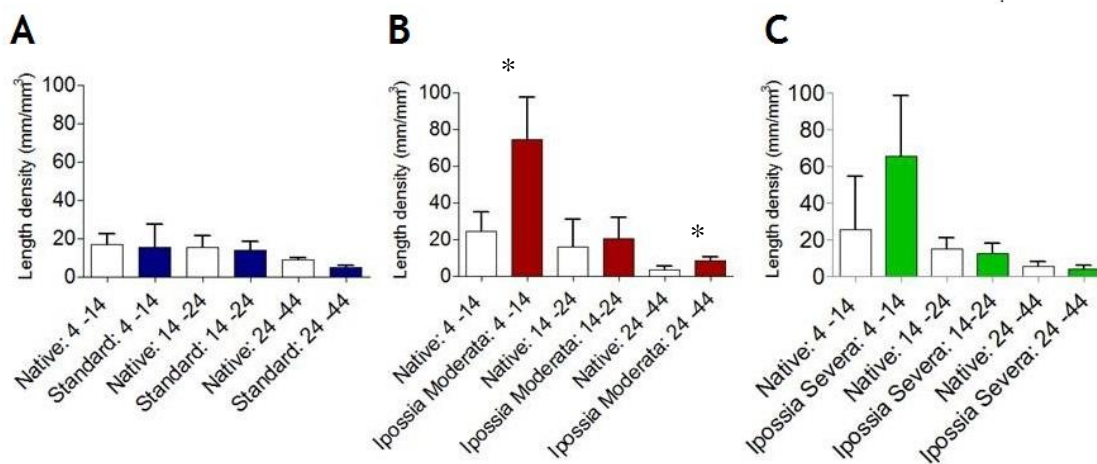 A
Length density (mm/mm³)
100
80
60
40
20
0
Native: 4 -14
Standard: 4 -14
Native: 14 -24
Standard: 14 -24
Native: 24 -44
Standard: 24 -44
B
*
*
Length density (mm/mm³)
100
80
60
40
20
0
Native: 4 -14
Ipossia Moderata: 4 -14
Native: 14 -24
Ipossia Moderata: 14-24
Native: 24 -44
Ipossia Moderata: 24 -44
C
Length density (mm/mm³)
100
80
60
40
20
0
Native: 4 -14
Ipossia Severa: 4 -14
Native: 14 -24
Ipossia Severa: 14 -24
Native: 24 -44
Ipossia Severa: 24 -44